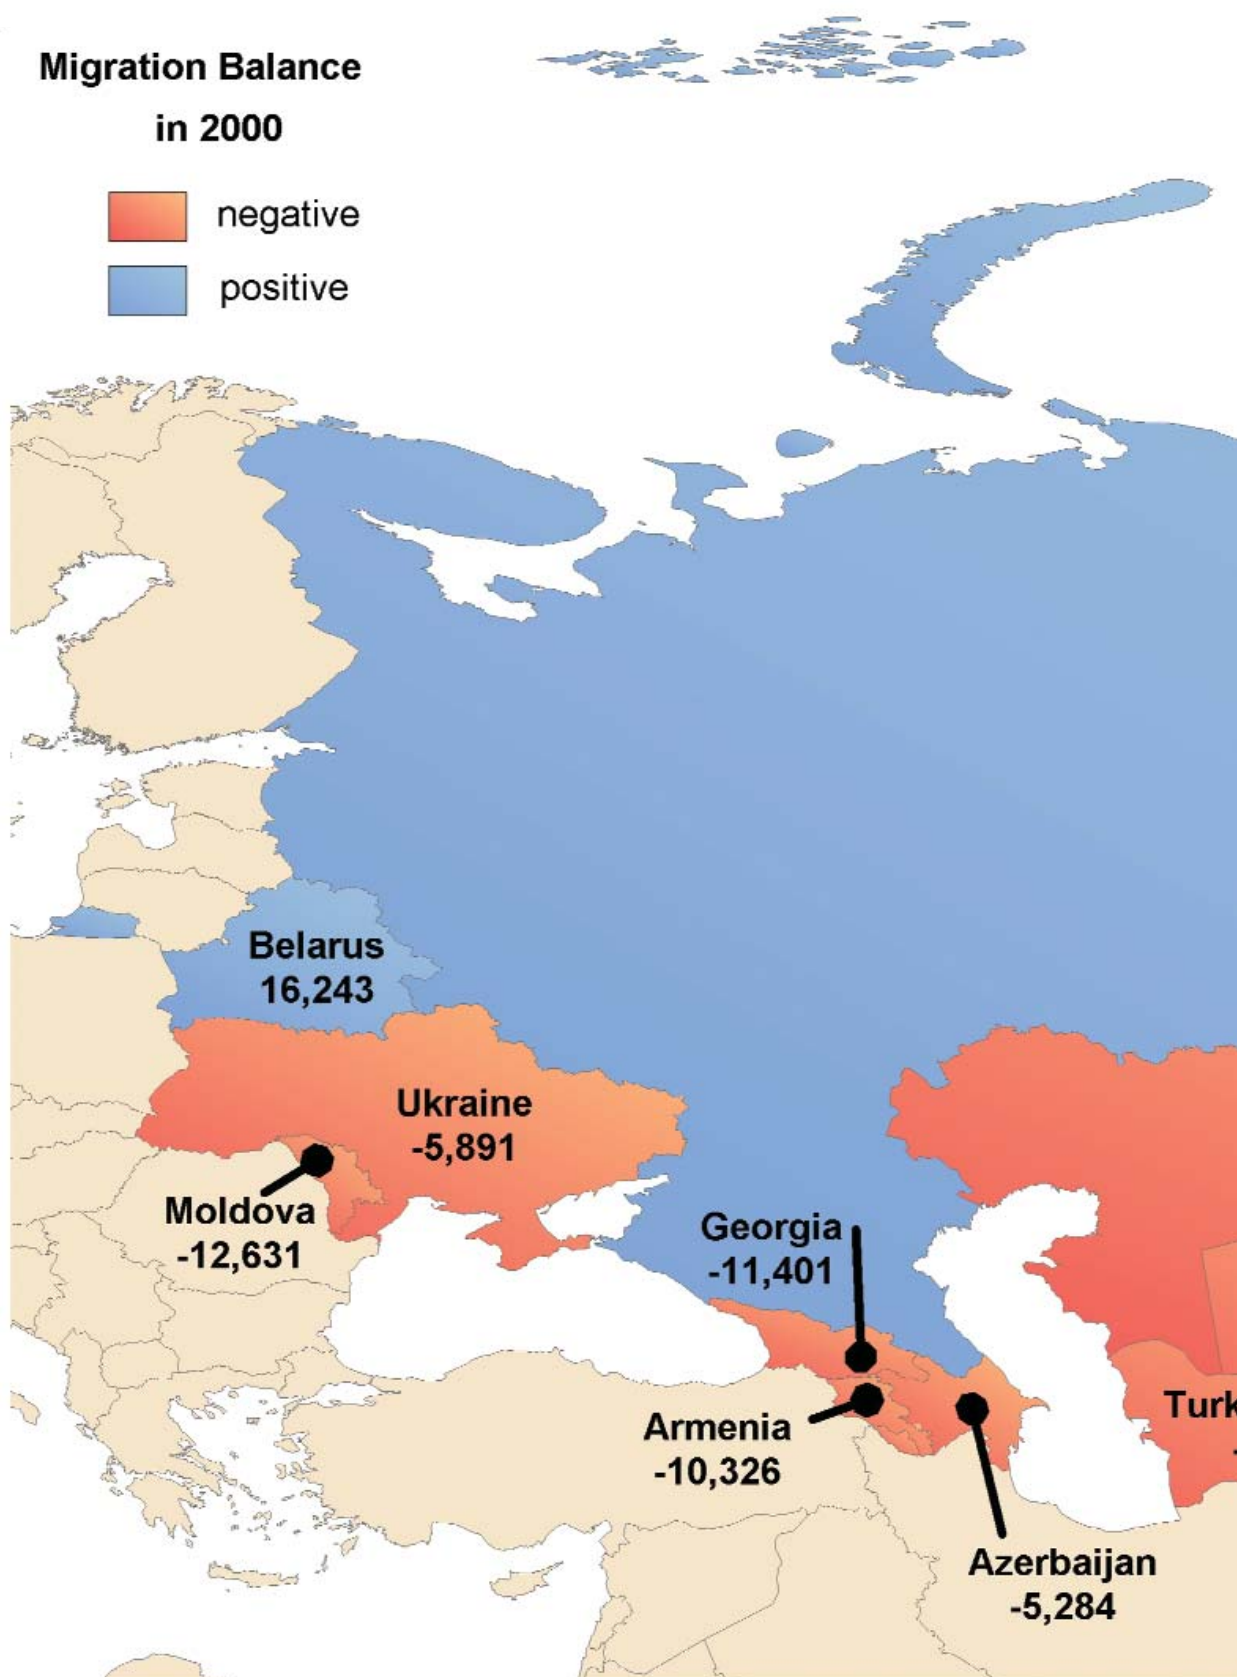 Migration Balance
in 2000
negative
positive
Belarus
16,243
Ukraine
-5,891
Moldova
-12,631
Georgia
-11,401
Armenia
-10,326
Turk
Azerbaijan
-5,284